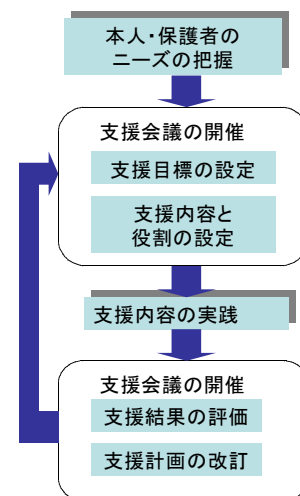 本人・保護者の
ニーズの把握
支援会議の開催
支援目標の設定
支援内容と
役割の設定
支援内容の実践
支援会議の開催
支援結果の評価
支援計画の改訂